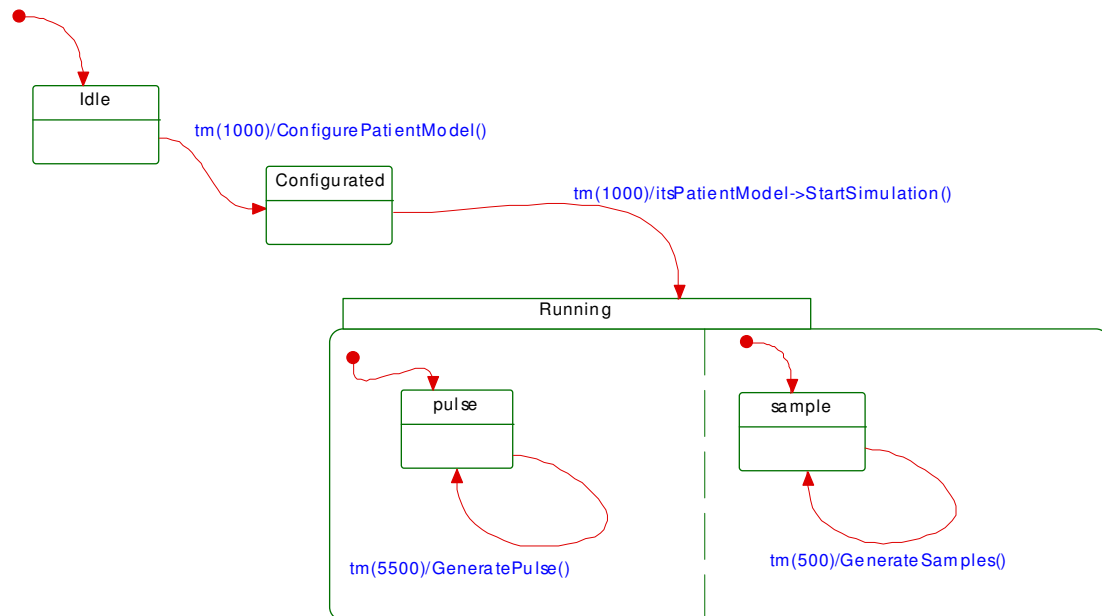 Idle
tm(1000)/ConfigurePatientModel()
Configurated
tm(1000)/itsPatientModel->StartSimulation()
Running
pulse
sample
tm(5500)/GeneratePulse()
tm(500)/GenerateSamples()